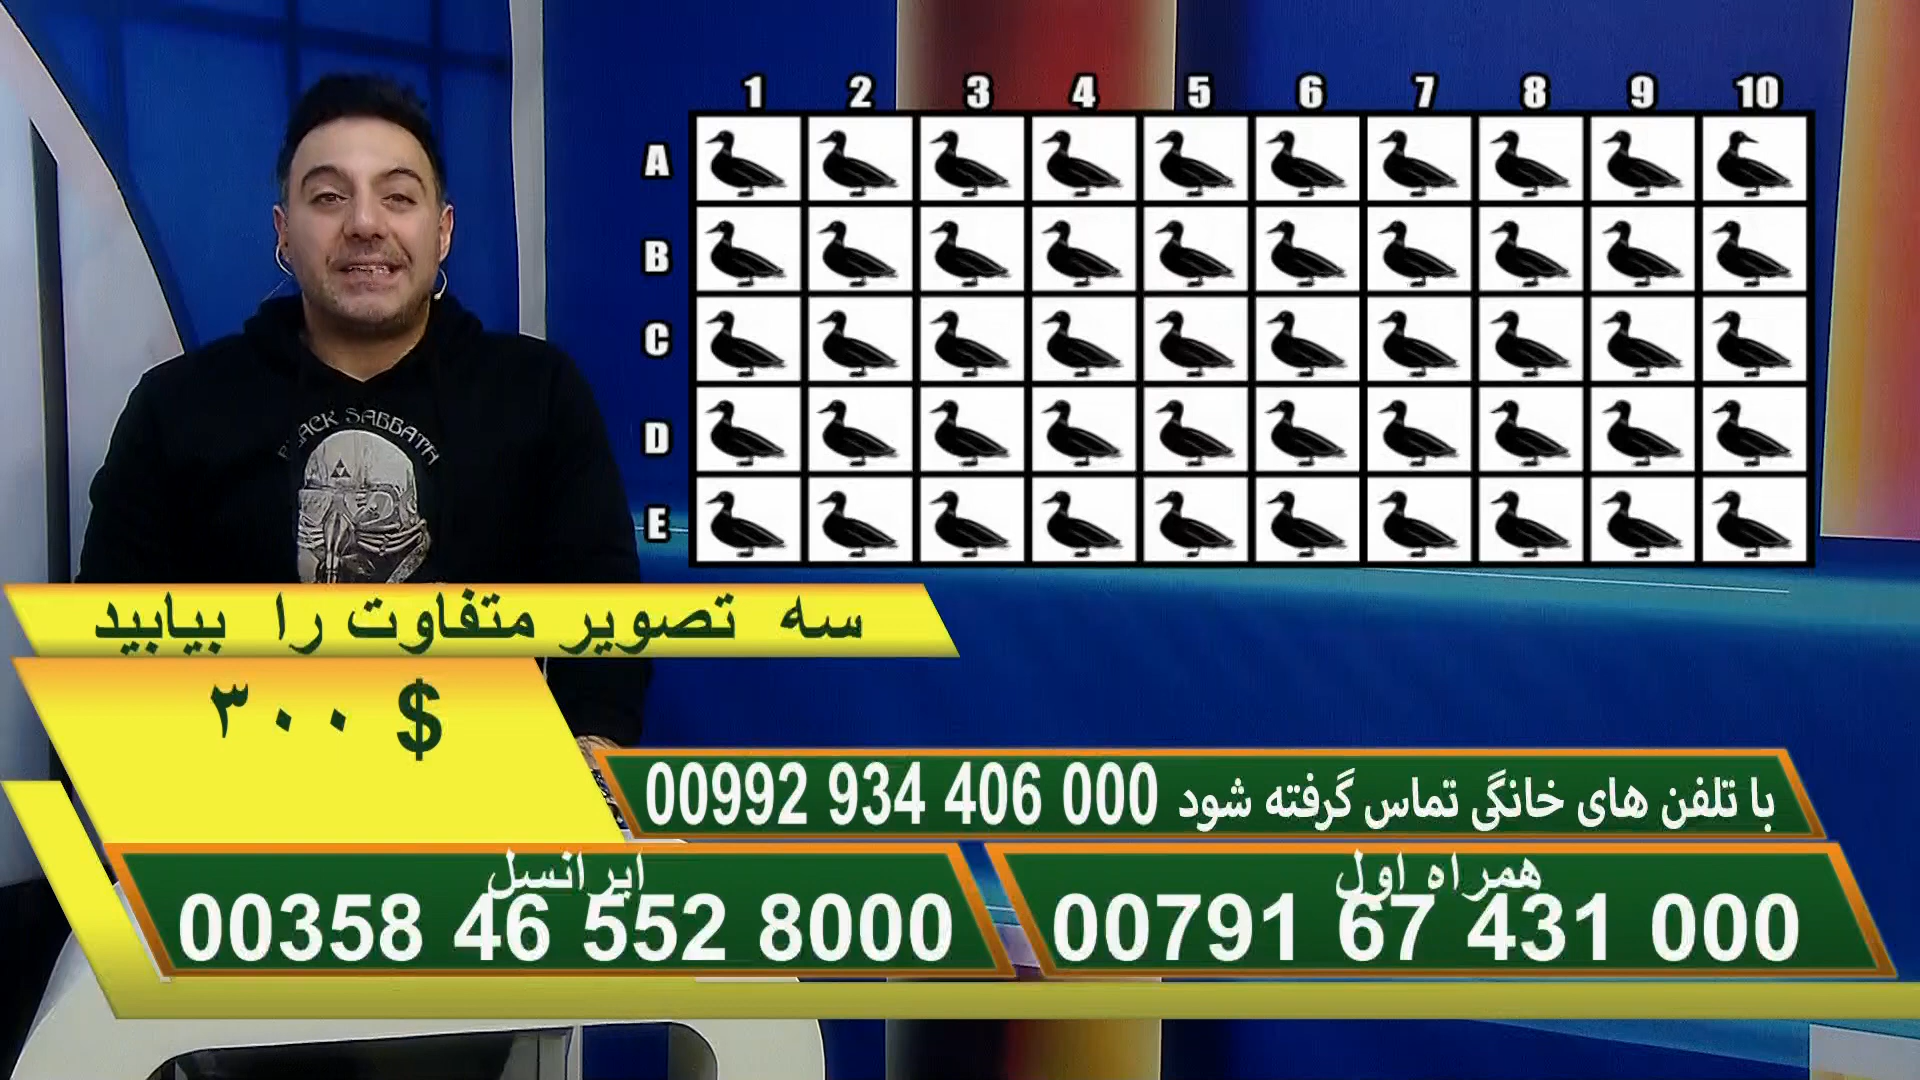 1 2 3 4 5 6 7 8 9 10
A
B
C
D
E
BLACK SABBATH
سه تصویر متفاوت را بیابید
۳۰۰ $
با تلفن های خانگی تماس گرفته شود 00992 934 406 000
ایرانسل
00358 46 552 8000
همراه اول
00791 67 431 000